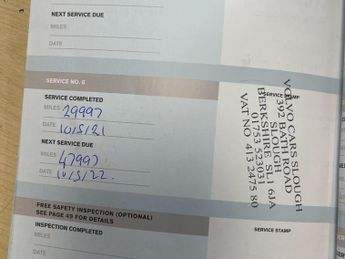 NEXT SERVICE DUE
MILES
DATE
SERVICE NO. 6
SERVICE COMPLETED
SERVICE STAMP
MILES 29997
DATE 10/5/21
NEXT SERVICE DUE
MILES 47997
DATE 10/5/22.
VOLVO CARS SLOUGH
392 BATH ROAD
SLOUGH
BERKSHIRE SL1 6JA
01753 523031
VAT NO 413 2475 80
FREE SAFETY INSPECTION (OPTIONAL)
SEE PAGE 49 FOR DETAILS
INSPECTION COMPLETED
SERVICE STAMP
MILES